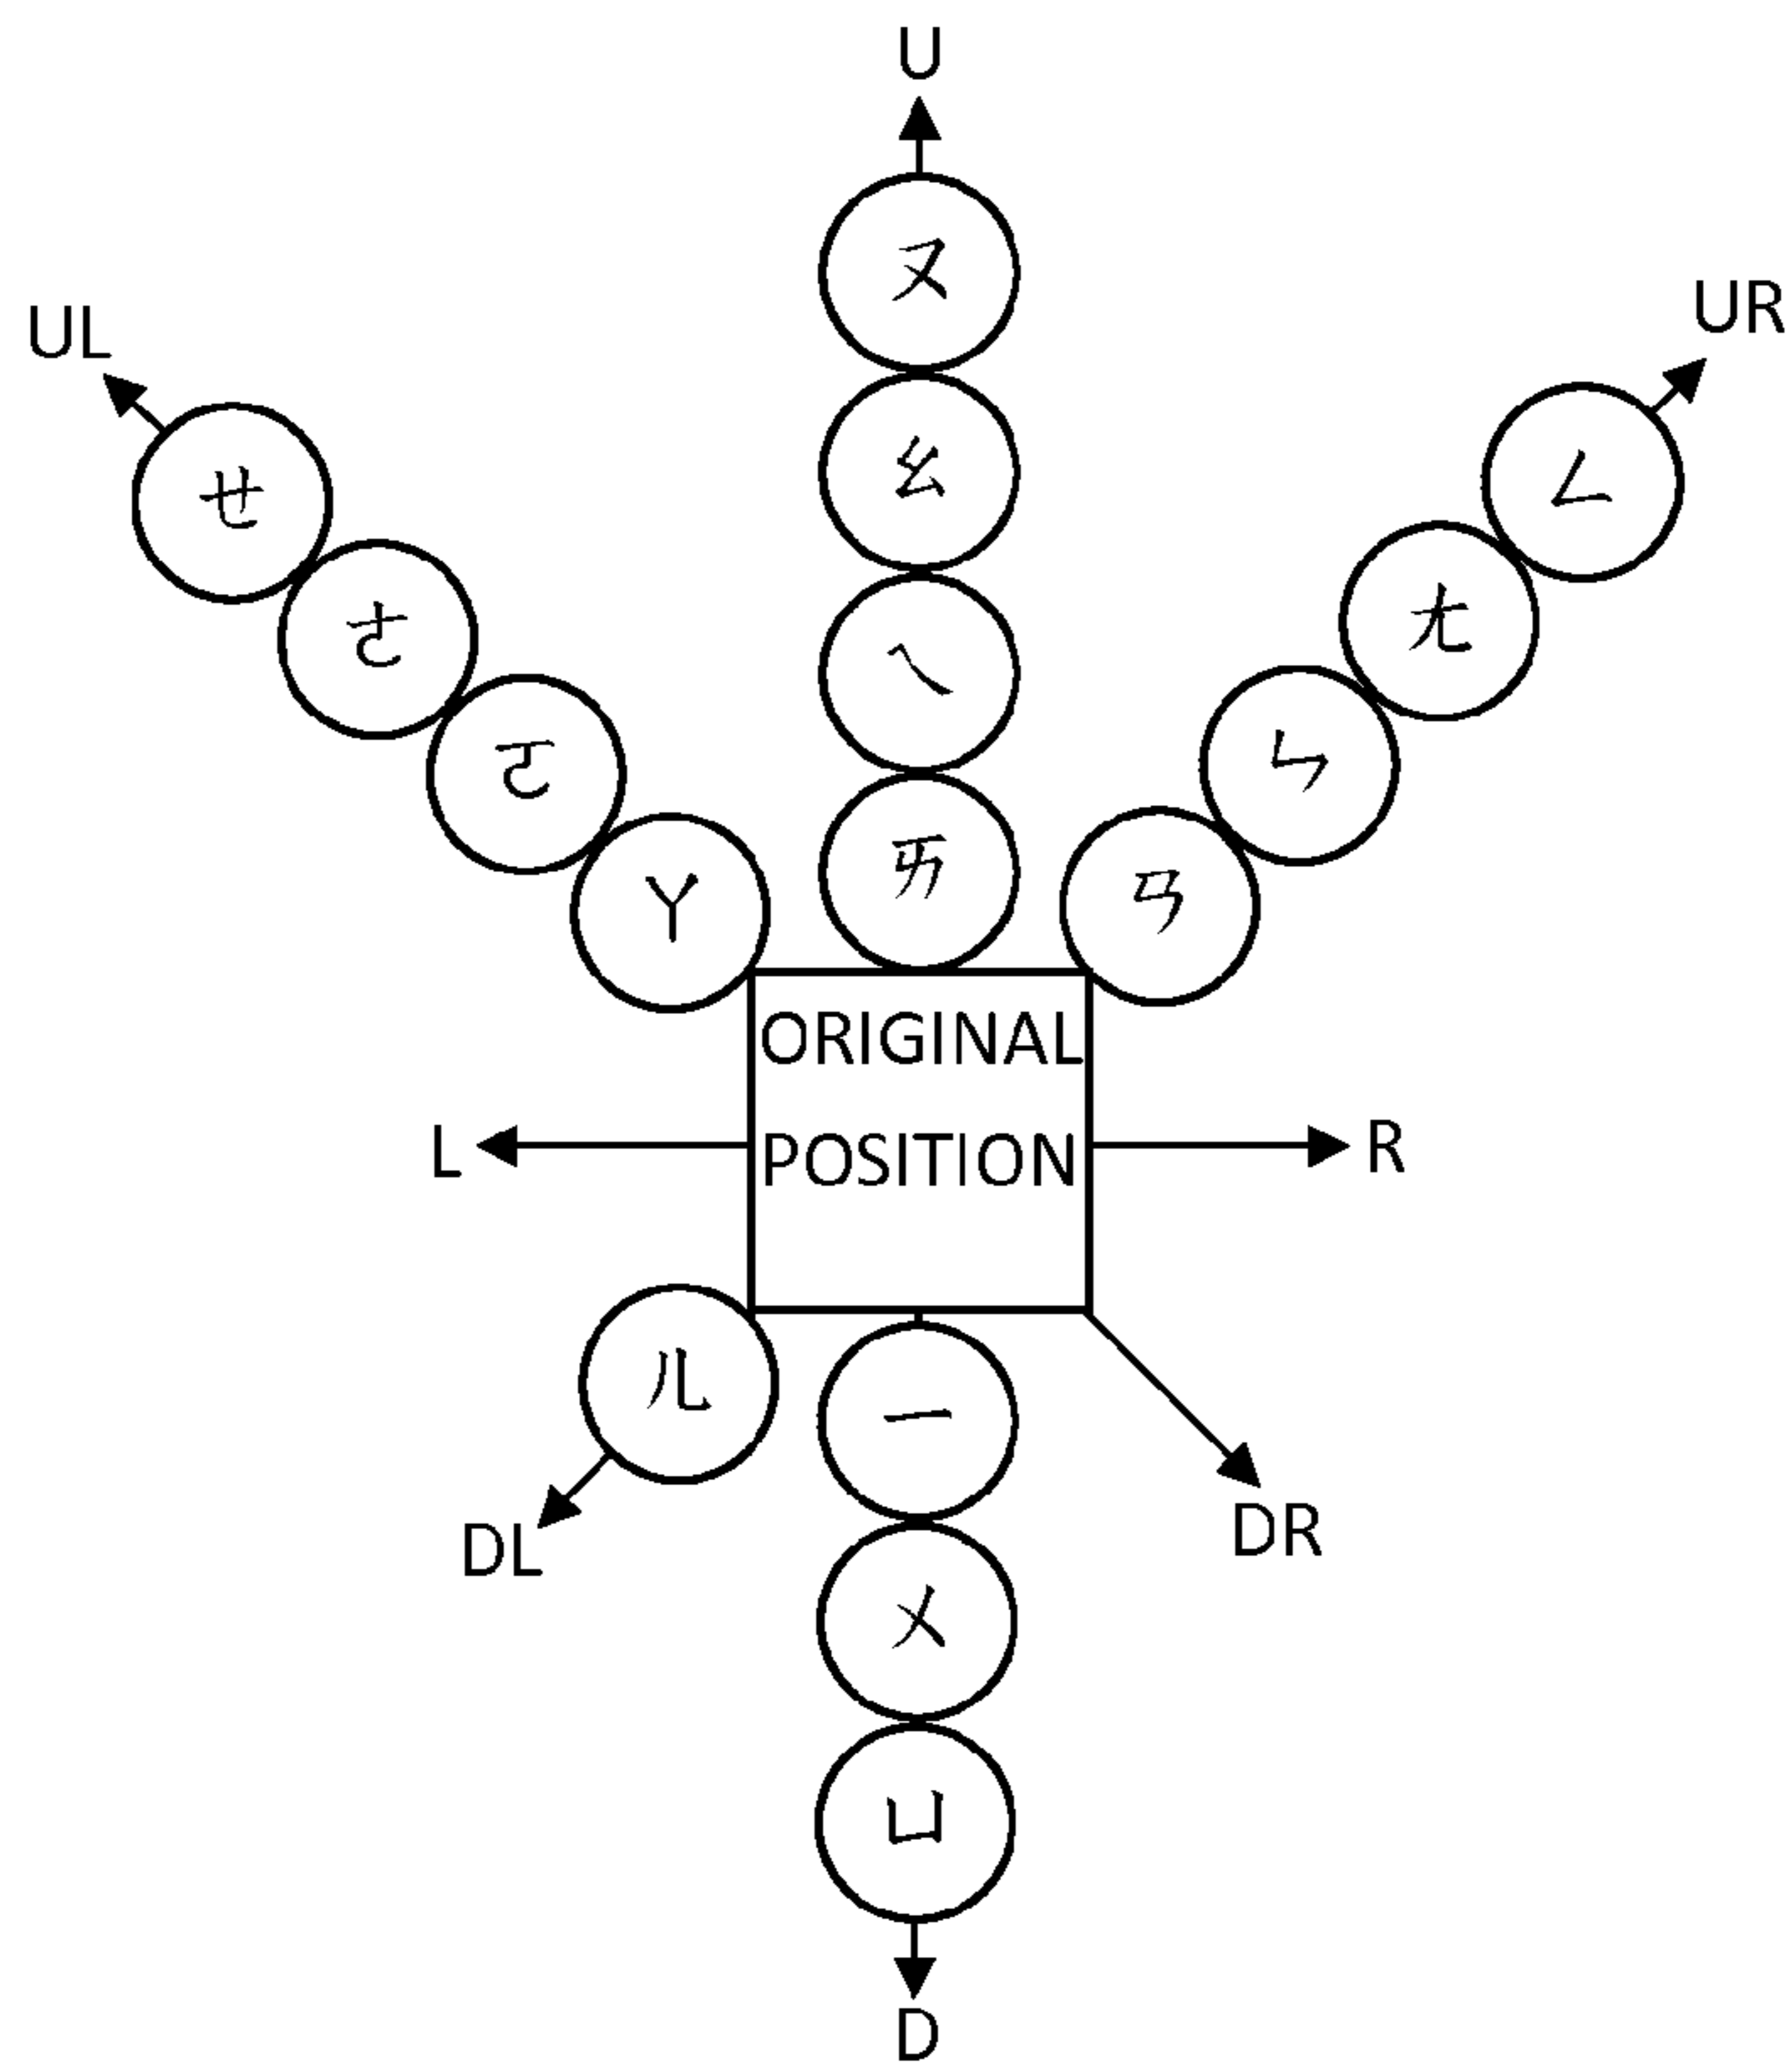 U
ㄡ
UR
UL
ㄠ
ㄥ
ㄝ
ㄤ
ㄜ
ㄟ
ㄣ
ㄛ
ㄞ
ㄢ
ㄚ
ORIGINAL
POSITION
L
R
ㄦ
ㄧ
DR
DL
ㄨ
ㄩ
D